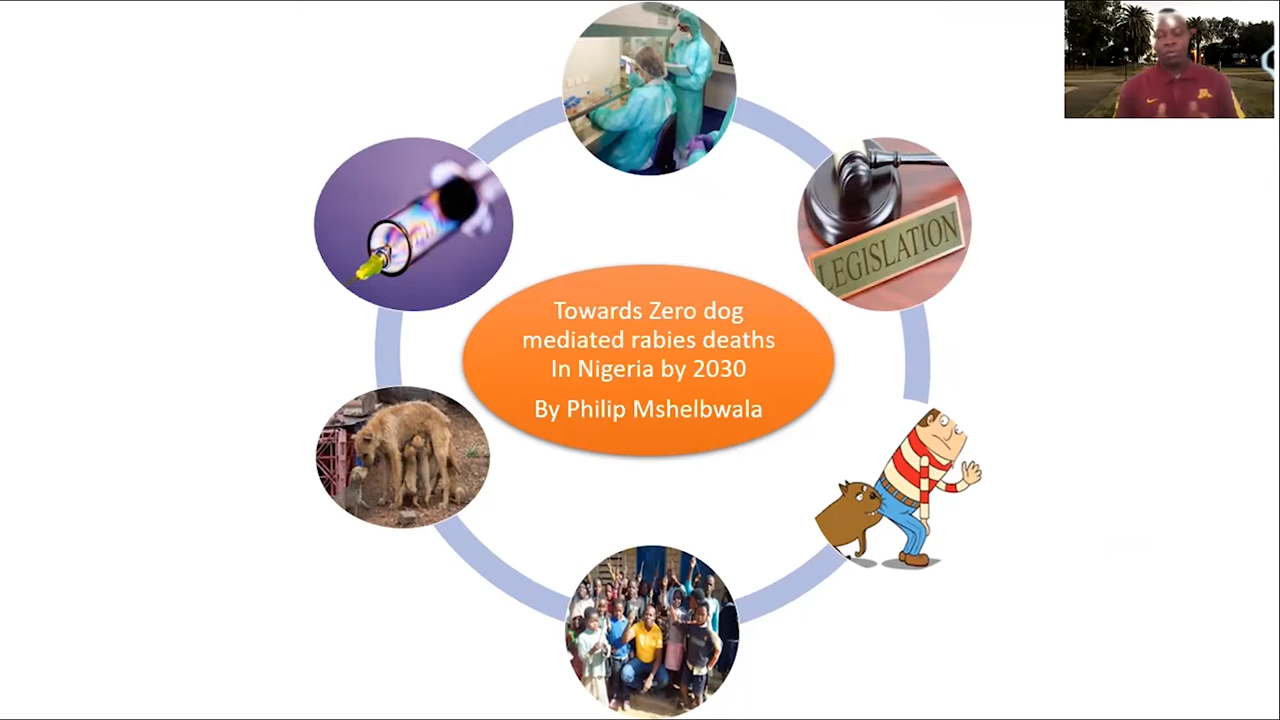 LEGISLATION
Towards Zero dog
mediated rabies deaths
In Nigeria by 2030
By Philip Mshelbwala